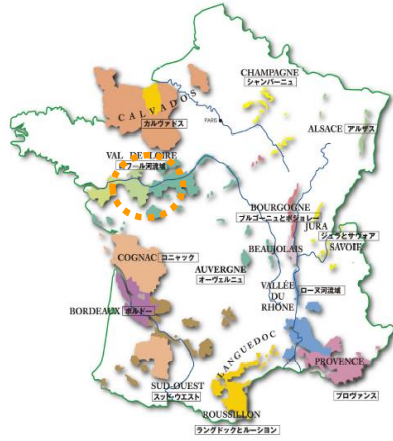 CHAMPAGNE
シャンパーニュ
CALVADOS
カルヴァドス
PARIS
ALSACE アルザス
VAL DE LOIRE
ロワール河流域
BOURGOGNE
ブルゴーニュとボジョレー
JURA
ジュラとサヴォア
SAVOIE
BEAUJOLAIS
COGNAC コニャック
AUVERGNE
オーヴェルニュ
VALLÉE
DU
RHÔNE
ローヌ河流域
BORDEAUX ボルドー
LANGUEDOC
PROVENCE
プロヴァンス
SUD-OUEST
スッド・ウエスト
ROUSSILLON
ラングドックとルーション